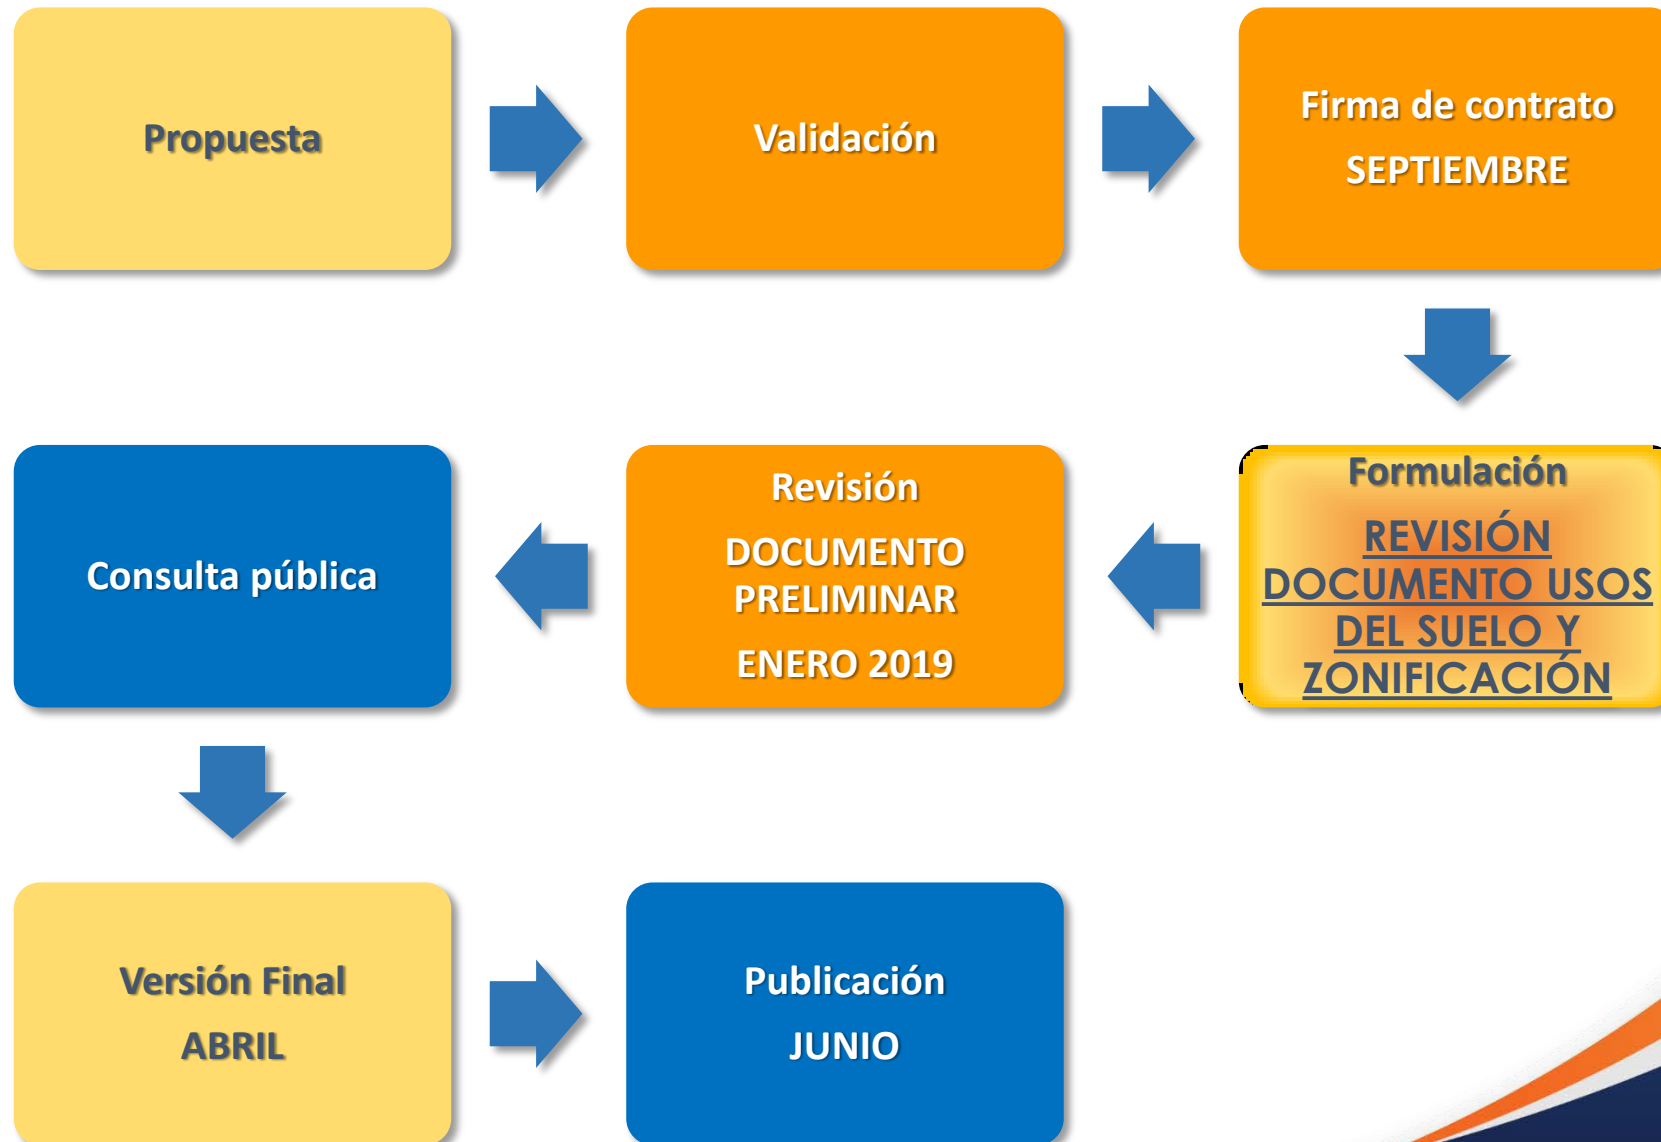 Propuesta
Validación
Firma de contrato
SEPTIEMBRE
Formulación
REVISIÓN
DOCUMENTO USOS
DEL SUELO Y
ZONIFICACIÓN
Revisión
DOCUMENTO
PRELIMINAR
ENERO 2019
Consulta pública
Versión Final
ABRIL
Publicación
JUNIO